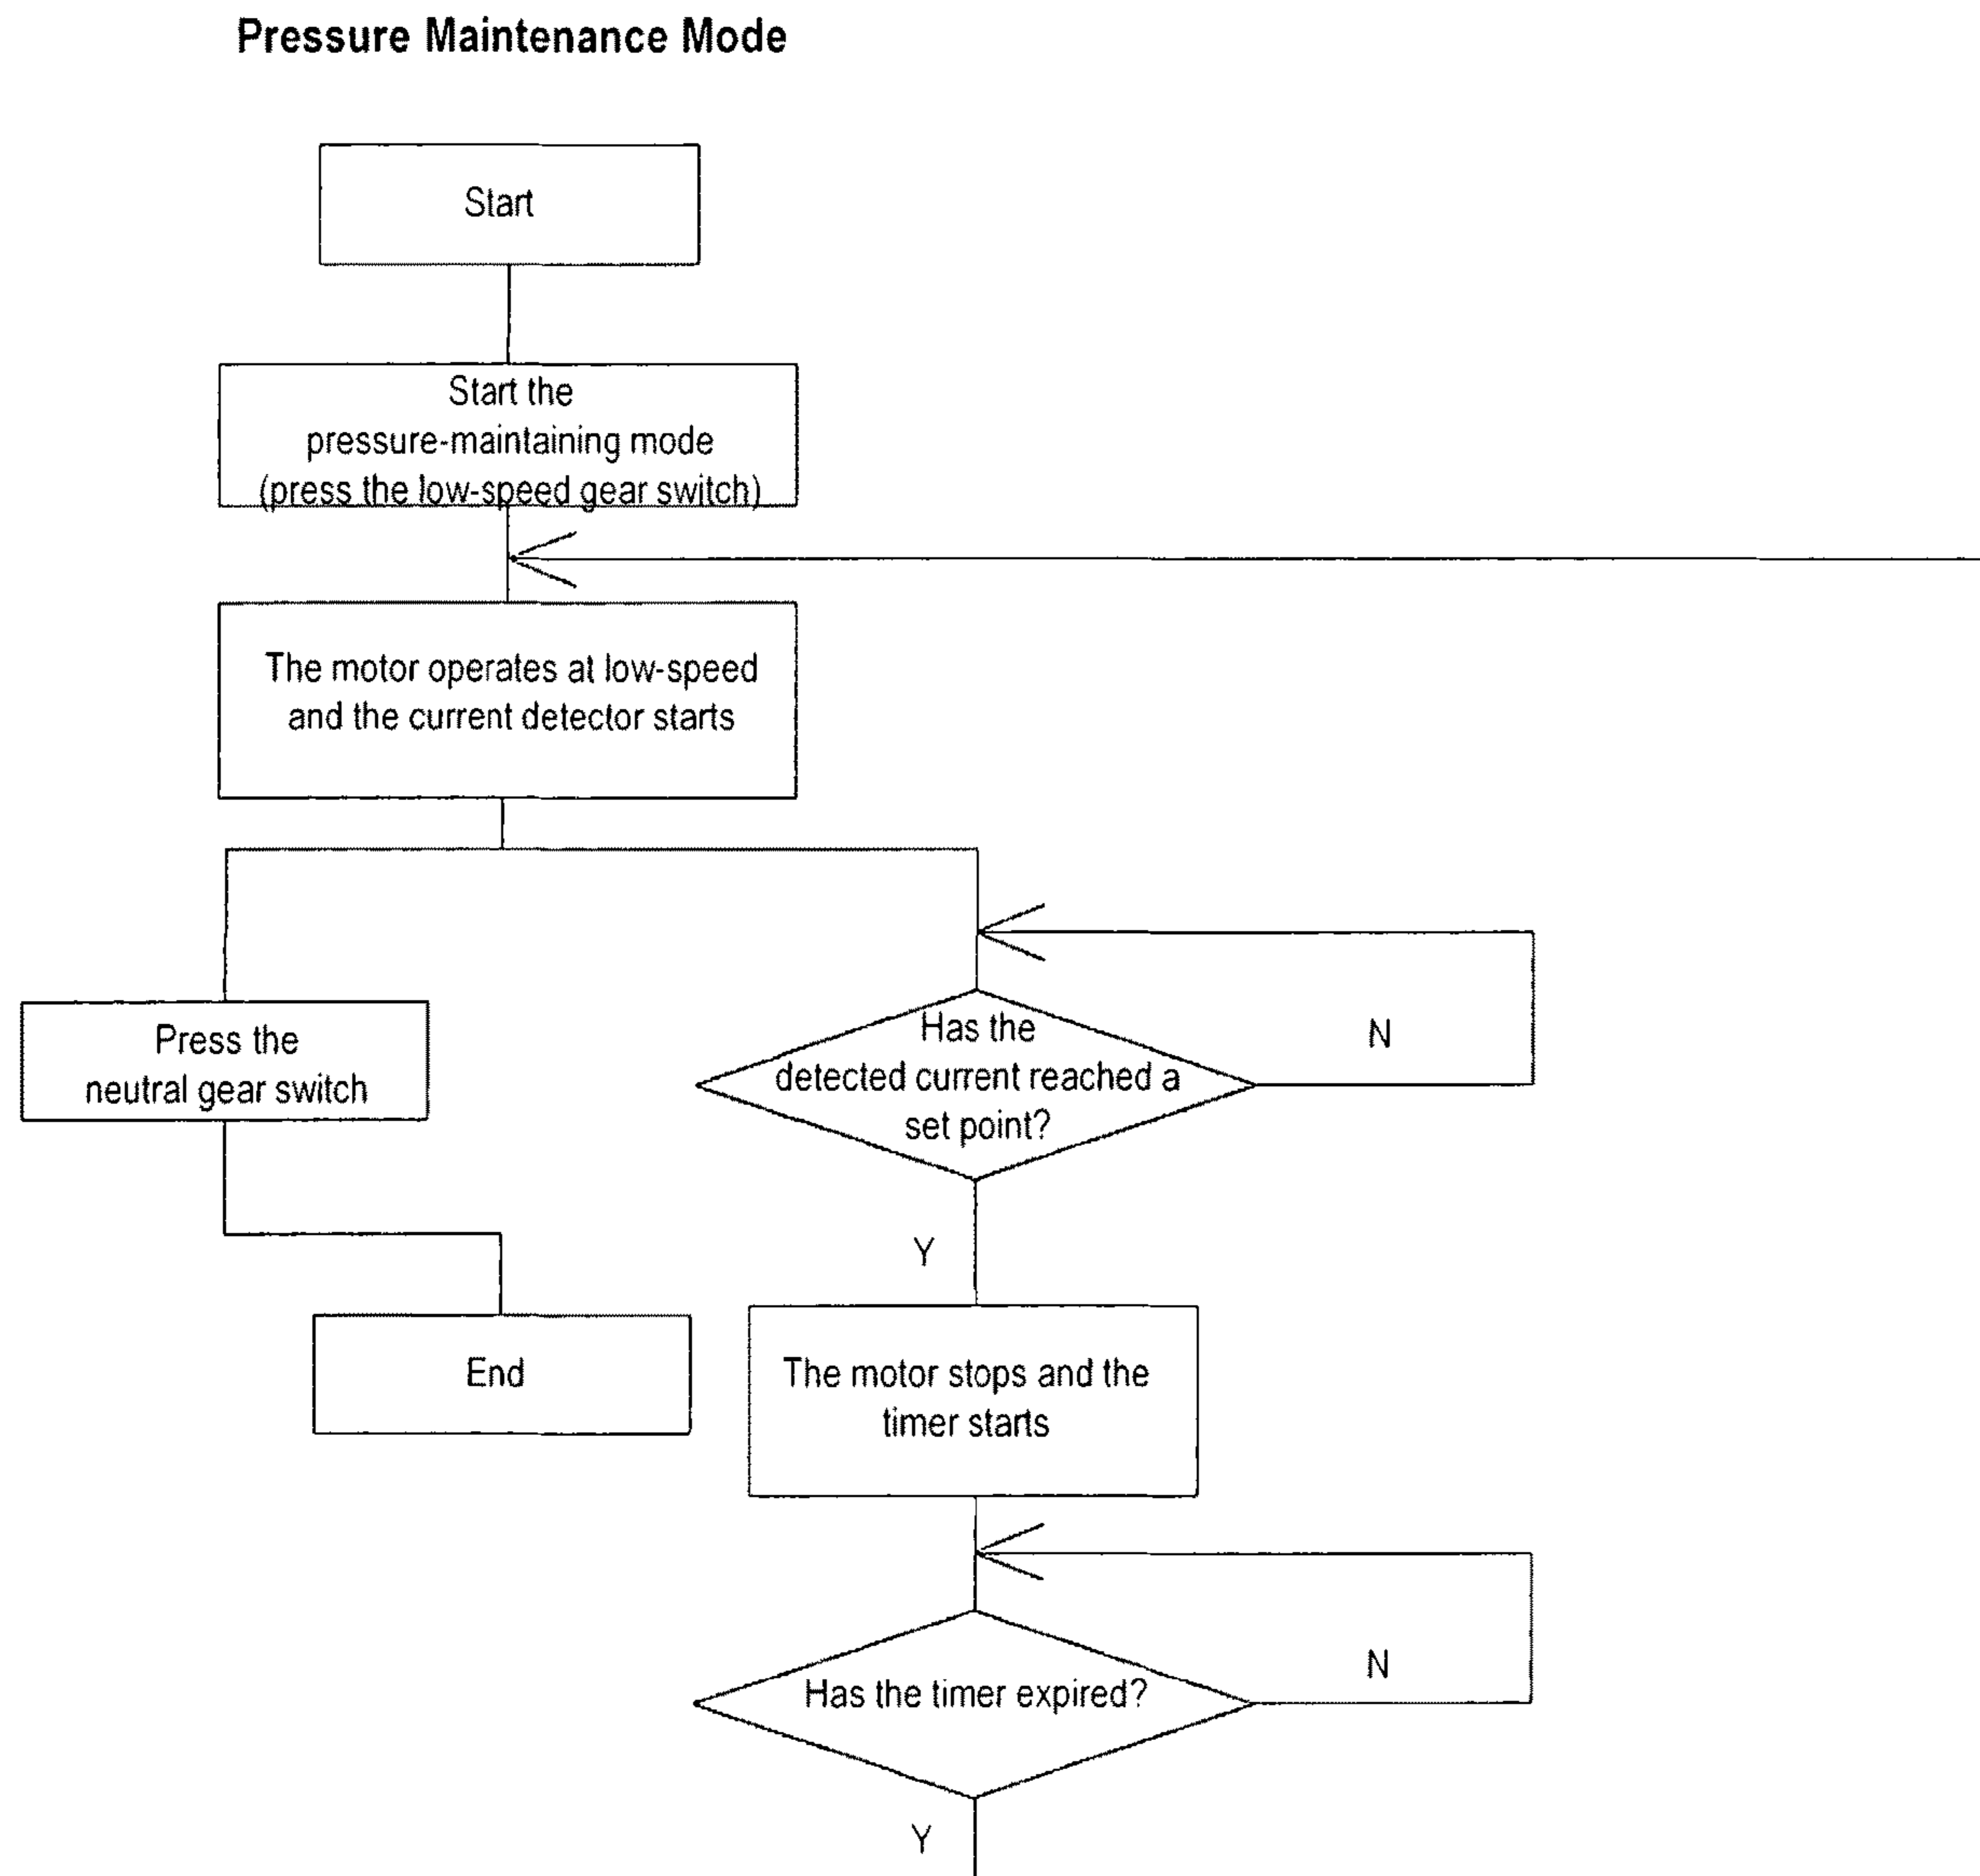 Pressure Maintenance Mode
Start
Start the
pressure-maintaining mode
(press the low-speed gear switch)
The motor operates at low-speed
and the current detector starts
Press the
neutral gear switch
Has the
detected current reached a
set point?
N
Y
End
The motor stops and the
timer starts
Has the timer expired?
N
Y